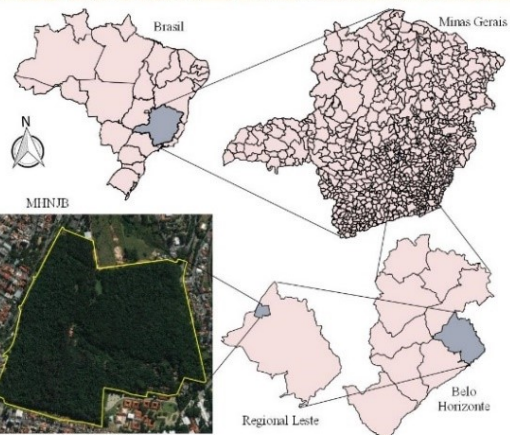 Brasil
Minas Gerais
N
MHNJB
Regional Leste
Belo
Horizonte